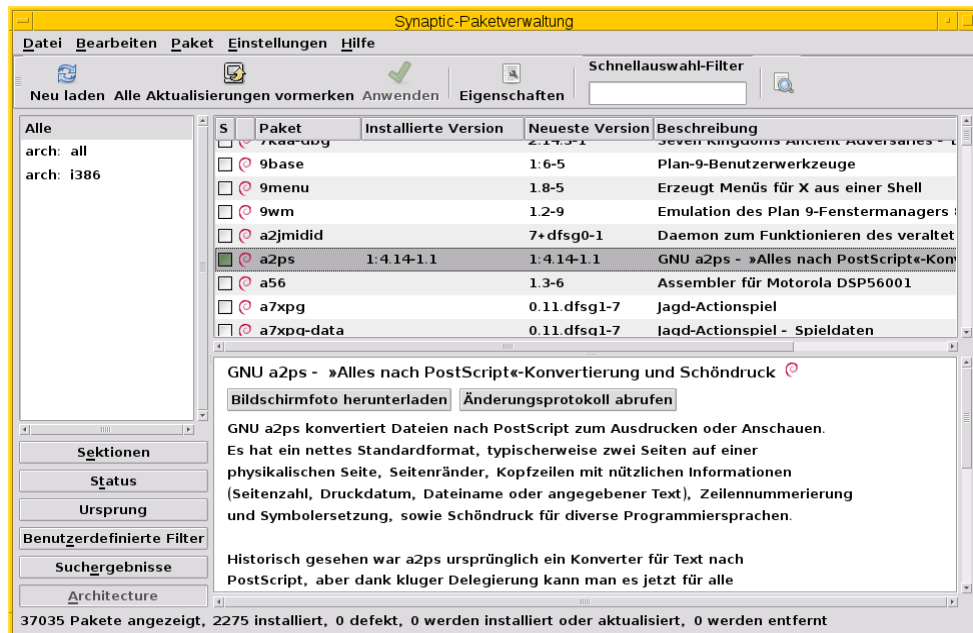 Synaptic-Paketverwaltung
Datei Bearbeiten Paket Einstellungen Hilfe
Neu laden Alle Aktualisierungen vormerken Anwenden Eigenschaften Schnellauswahl-Filter
Alle
arch: all
arch: i386
Sektionen
Status
Ursprung
Benutzerdefinierte Filter
Suchergebnisse
Architecture
S Paket Installierte Version Neueste Version Beschreibung
7kaa-dbg 2.14.5-1 Seven Kingdoms Ancient Adversaries -
9base 1:6-5 Plan-9-Benutzerwerkzeuge
9menu 1.8-5 Erzeugt Menüs für X aus einer Shell
9wm 1.2-9 Emulation des Plan 9-Fenstermanagers
a2jmidid 7+dfsg0-1 Daemon zum Funktionieren des veraltet
a2ps 1:4.14-1.1 1:4.14-1.1 GNU a2ps - »Alles nach PostScript«-Kon
a56 1.3-6 Assembler für Motorola DSP56001
a7xpg 0.11.dfsg1-7 Jagd-Actionspiel
a7xpg-data 0.11.dfsg1-7 Jagd-Actionspiel - Spieldaten
GNU a2ps - »Alles nach PostScript«-Konvertierung und Schöndruck
Bildschirmfoto herunterladen Änderungsprotokoll abrufen
GNU a2ps konvertiert Dateien nach PostScript zum Ausdrucken oder Anschauen.
Es hat ein nettes Standardformat, typischerweise zwei Seiten auf einer
physikalischen Seite, Seitenränder, Kopfzeilen mit nützlichen Informationen
(Seitenzahl, Druckdatum, Dateiname oder angegebener Text), Zeilennummerierung
und Symbolersetzung, sowie Schöndruck für diverse Programmiersprachen.
Historisch gesehen war a2ps ursprünglich ein Konverter für Text nach
PostScript, aber dank kluger Delegierung kann man es jetzt für alle
37035 Pakete angezeigt, 2275 installiert, 0 defekt, 0 werden installiert oder aktualisiert, 0 werden entfernt